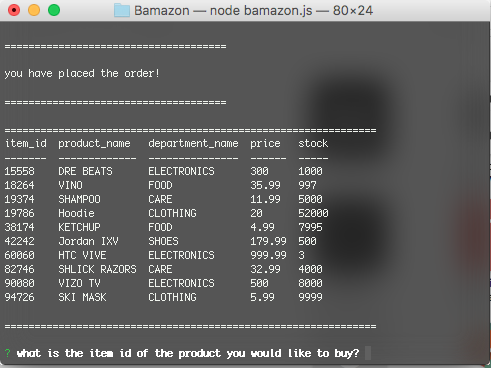 Bamazon — node bamazon.js — 80×24
=====================================
you have placed the order!
=====================================
==============================================================
item_id  product_name   department_name  price   stock
-------  -------------  ---------------  ------  -----
15558    DRE BEATS      ELECTRONICS      300     1000
18264    VINO           FOOD             35.99   997
19374    SHAMPOO        CARE             11.99   5000
19786    Hoodie         CLOTHING         20      52000
38174    KETCHUP        FOOD             4.99    7995
42242    Jordan IXV     SHOES            179.99  500
60060    HTC VIVE       ELECTRONICS      999.99  3
82746    SHLICK RAZORS  CARE             32.99   4000
90080    VIZO TV        ELECTRONICS      500     8000
94726    SKI MASK       CLOTHING         5.99    9999
==============================================================
? what is the item id of the product you would like to buy?